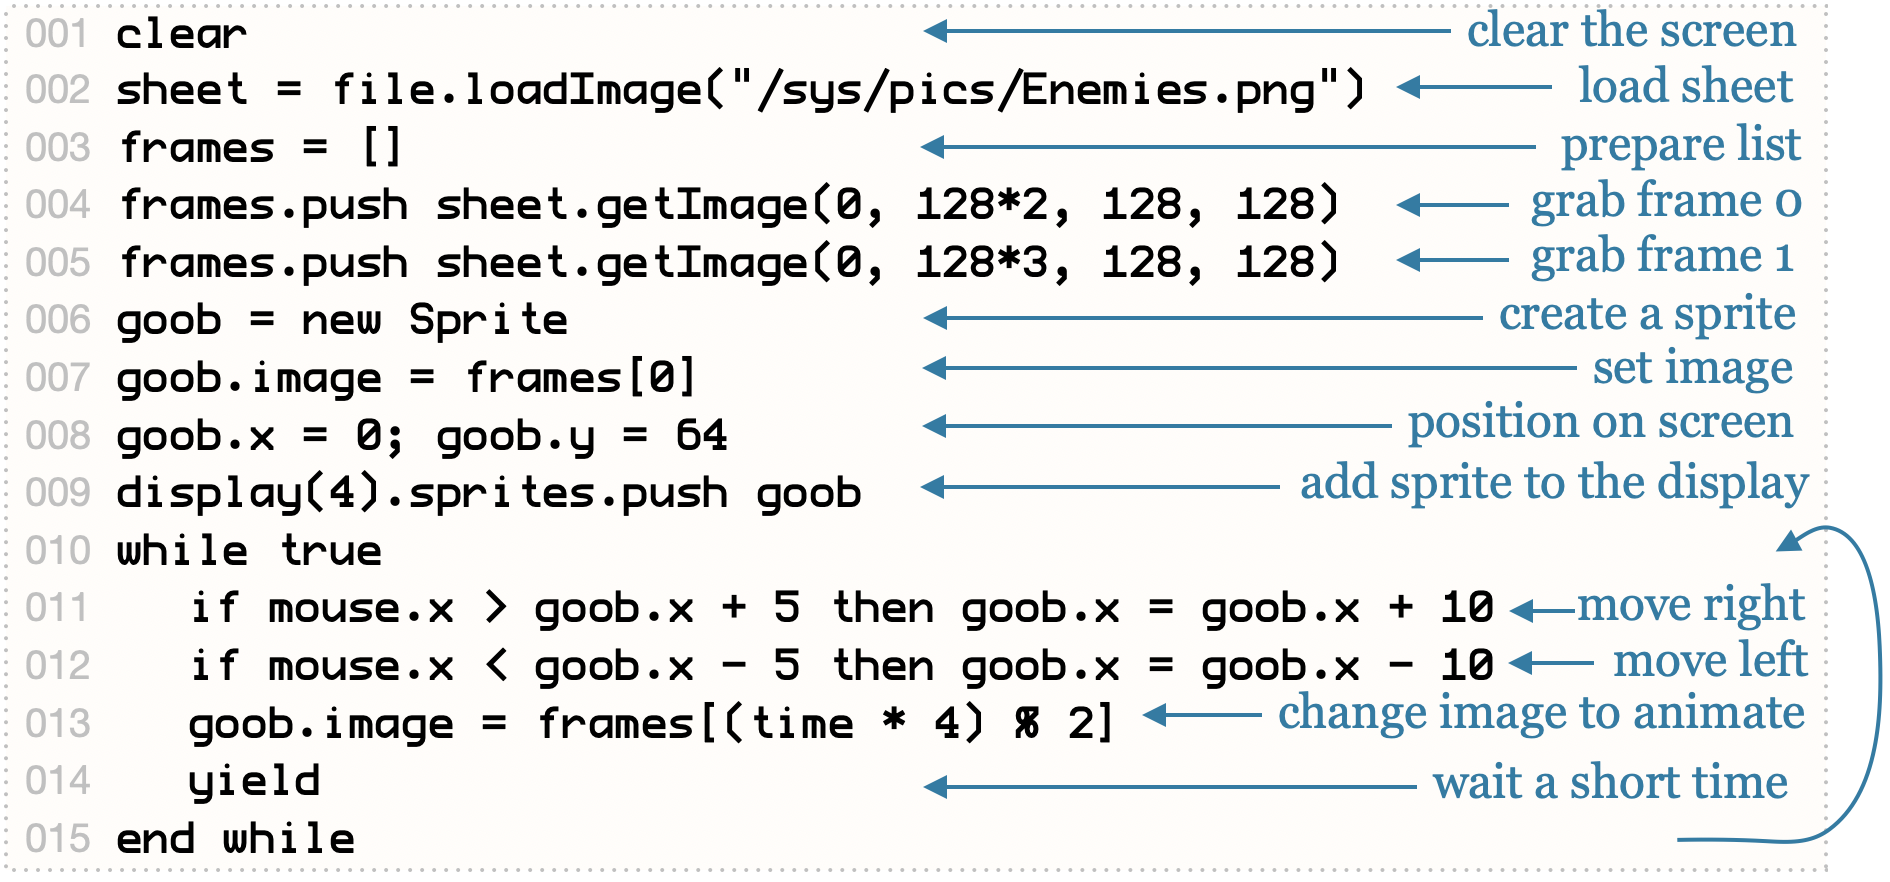 001 clear clear the screen
002 sheet = file.loadImage("/sys/pics/Enemies.png") load sheet
003 frames = [] prepare list
004 frames.push sheet.getImage(0, 128*2, 128, 128) grab frame 0
005 frames.push sheet.getImage(0, 128*3, 128, 128) grab frame 1
006 goob = new Sprite create a sprite
007 goob.image = frames[0] set image
008 goob.x = 0; goob.y = 64 position on screen
009 display(4).sprites.push goob add sprite to the display
010 while true
011 if mouse.x > goob.x + 5 then goob.x = goob.x + 10 move right
012 if mouse.x < goob.x - 5 then goob.x = goob.x - 10 move left
013 goob.image = frames[(time * 4) % 2] change image to animate
014 yield wait a short time
015 end while